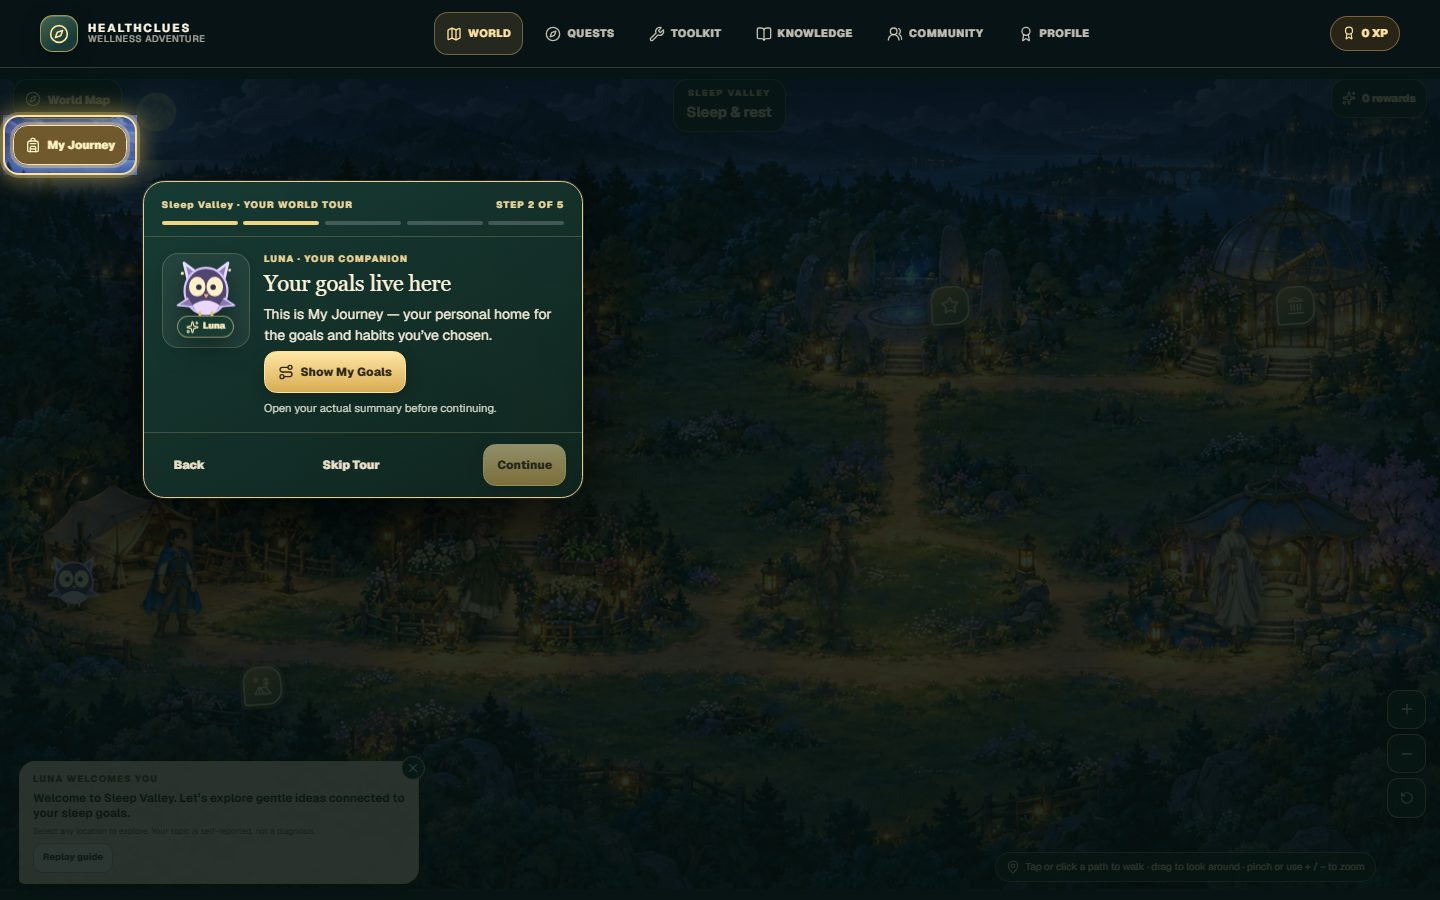 HEALTHCLUES
WELLNESS ADVENTURE
WORLD
QUESTS
TOOLKIT
KNOWLEDGE
COMMUNITY
PROFILE
0 XP
World Map
SLEEP VALLEY
Sleep & rest
0 rewards
My Journey
Sleep Valley · YOUR WORLD TOUR
STEP 2 OF 5
LUNA · YOUR COMPANION
Your goals live here
This is My Journey — your personal home for
the goals and habits you’ve chosen.
Luna
Show My Goals
Open your actual summary before continuing.
Back
Skip Tour
Continue
LUNA WELCOMES YOU
Welcome to Sleep Valley. Let’s explore gentle ideas connected to
your sleep goals.
Select any location to explore. Your topic is self-reported, not a diagnosis.
Replay guide
Tap or click a path to walk · drag to look around · pinch or use + / − to zoom